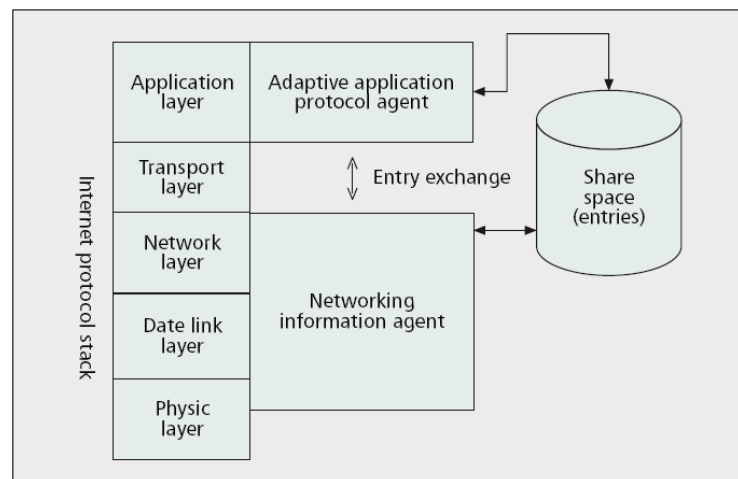 Application
layer
Adaptive application
protocol agent
Transport
layer
Entry exchange
Share
space
(entries)
Internet protocol stack
Network
layer
Networking
information agent
Date link
layer
Physic
layer